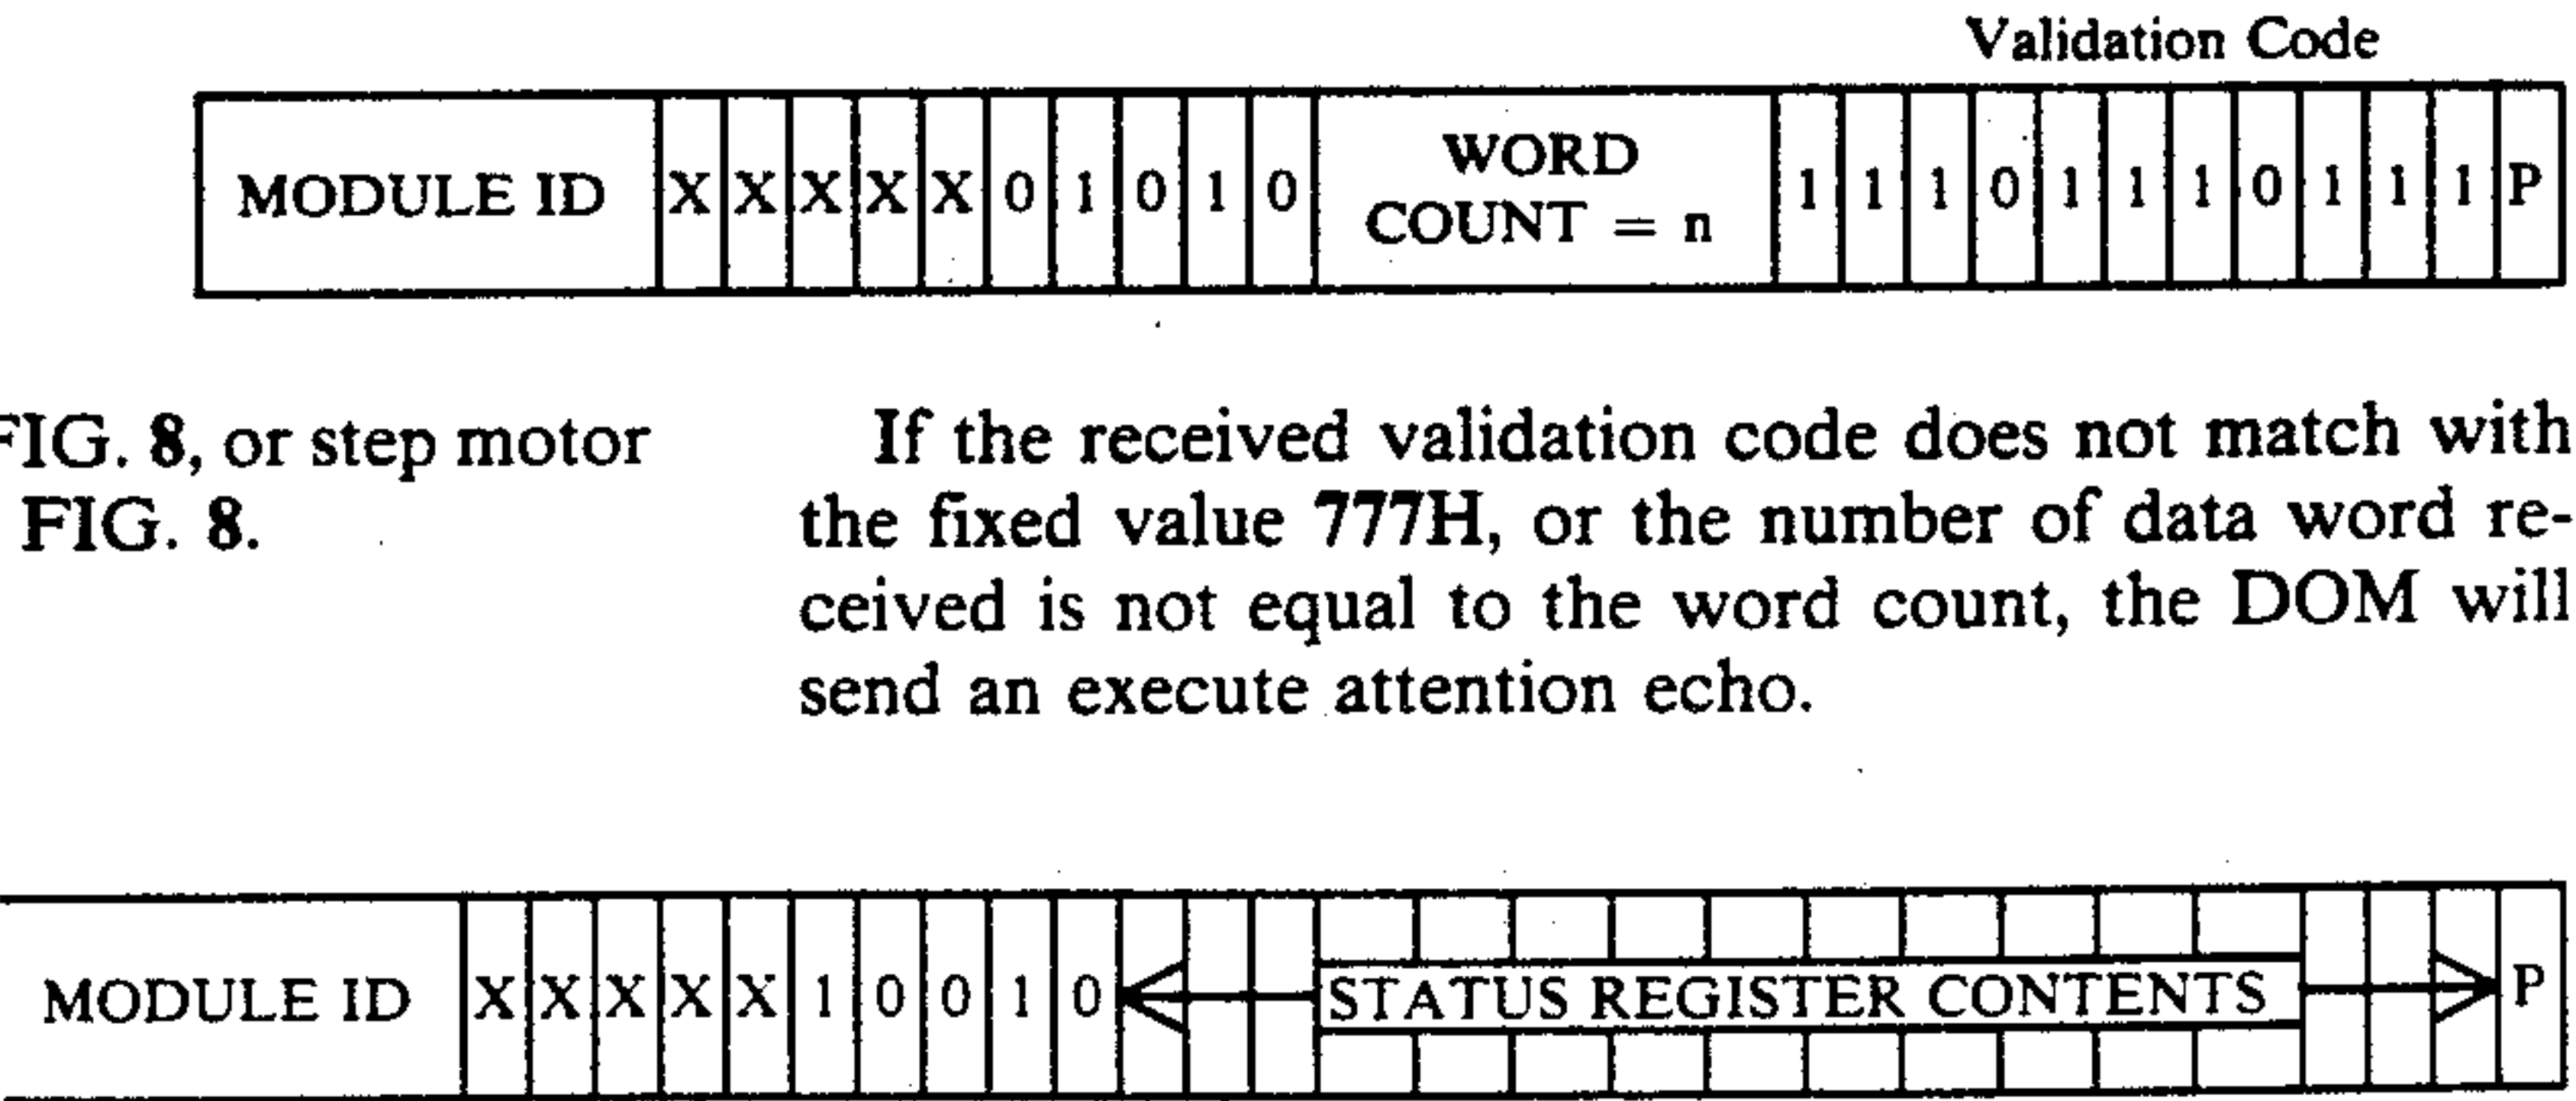 Validation Code
MODULE ID X X X X X 0 1 0 1 0 WORD COUNT = n 1 1 1 0 1 1 1 0 1 1 1 P
FIG. 8, or step motor
FIG. 8.
If the received validation code does not match with
the fixed value 777H, or the number of data word re-
ceived is not equal to the word count, the DOM will
send an execute attention echo.
MODULE ID X X X X X 1 0 0 1 0 STATUS REGISTER CONTENTS P